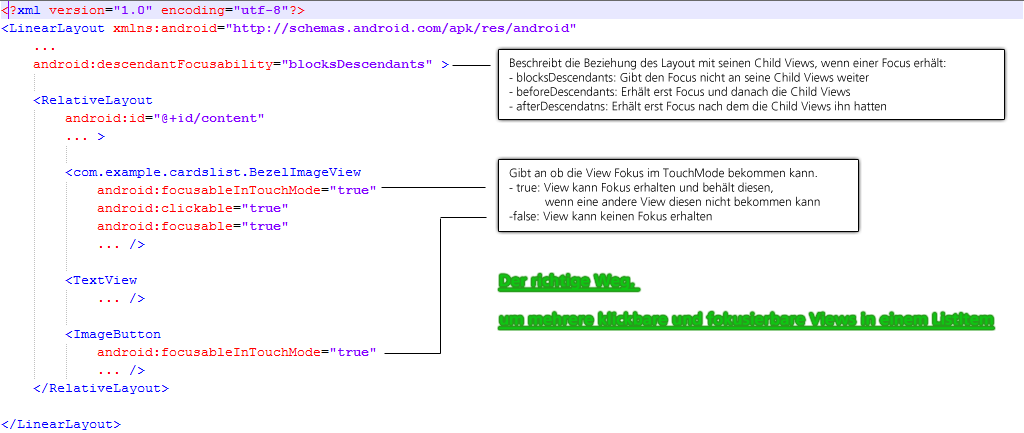 <?xml version="1.0" encoding="utf-8"?>
<LinearLayout xmlns:android="http://schemas.android.com/apk/res/android"
...
android:descendantFocusability="blocksDescendants" >
<RelativeLayout
android:id="@+id/content"
... >
<com.example.cardslist.BezelImageView
android:focusableInTouchMode="true"
android:clickable="true"
android:focusable="true"
... />
<TextView
... />
<ImageButton
android:focusableInTouchMode="true"
... />
</RelativeLayout>
</LinearLayout>
Beschreibt die Beziehung des Layout mit seinen Child Views, wenn einer Focus erhält:
- blocksDescendants: Gibt den Focus nicht an seine Child Views weiter
- beforeDescendants: Erhält erst Focus und danach die Child Views
- afterDescendatns: Erhält erst Focus nach dem die Child Views ihn hatten
Gibt an ob die View Fokus im TouchMode bekommen kann.
- true: View kann Fokus erhalten und behält diesen,
wenn eine andere View diesen nicht bekommen kann
-false: View kann keinen Fokus erhalten
Der richtige Weg,
um mehrere klickbare und fokusierbare Views in einem ListItem